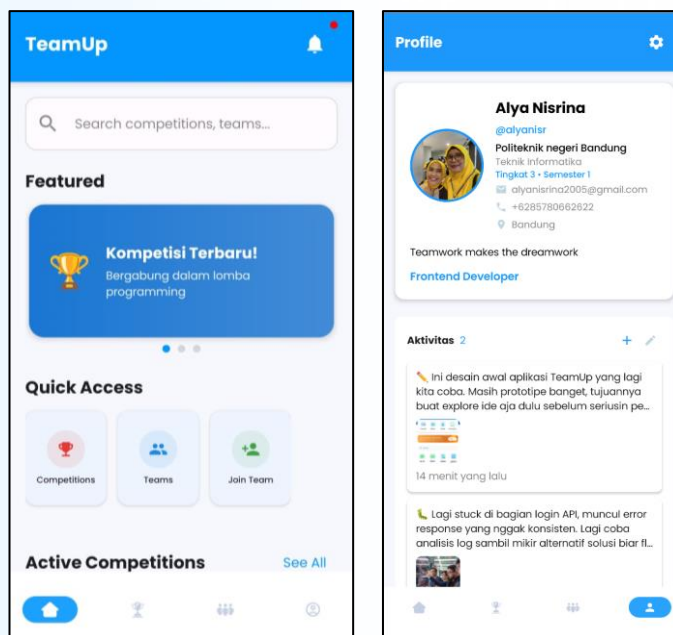 TeamUp
Search competitions, teams...
Featured
Kompetisi Terbaru!
Bergabung dalam lomba
programming
Quick Access
Competitions
Teams
Join Team
Active Competitions
See All
Profile
Alya Nisrina
@alyanisr
Politeknik negeri Bandung
Teknik Informatika
Tingkat 3 • Semester 1
alyanisrina2005@gmail.com
+6285780662622
Bandung
Teamwork makes the dreamwork
Frontend Developer
Aktivitas 2
✏️ Ini desain awal aplikasi TeamUp yang lagi
kita coba. Masih prototipe banget, tujuannya
buat explore ide aja dulu sebelum seriusin pe...
14 menit yang lalu
🐛 Lagi stuck di bagian login API, muncul error
response yang nggak konsisten. Lagi coba
analisis log sambil mikir alternatif solusi biar fl...